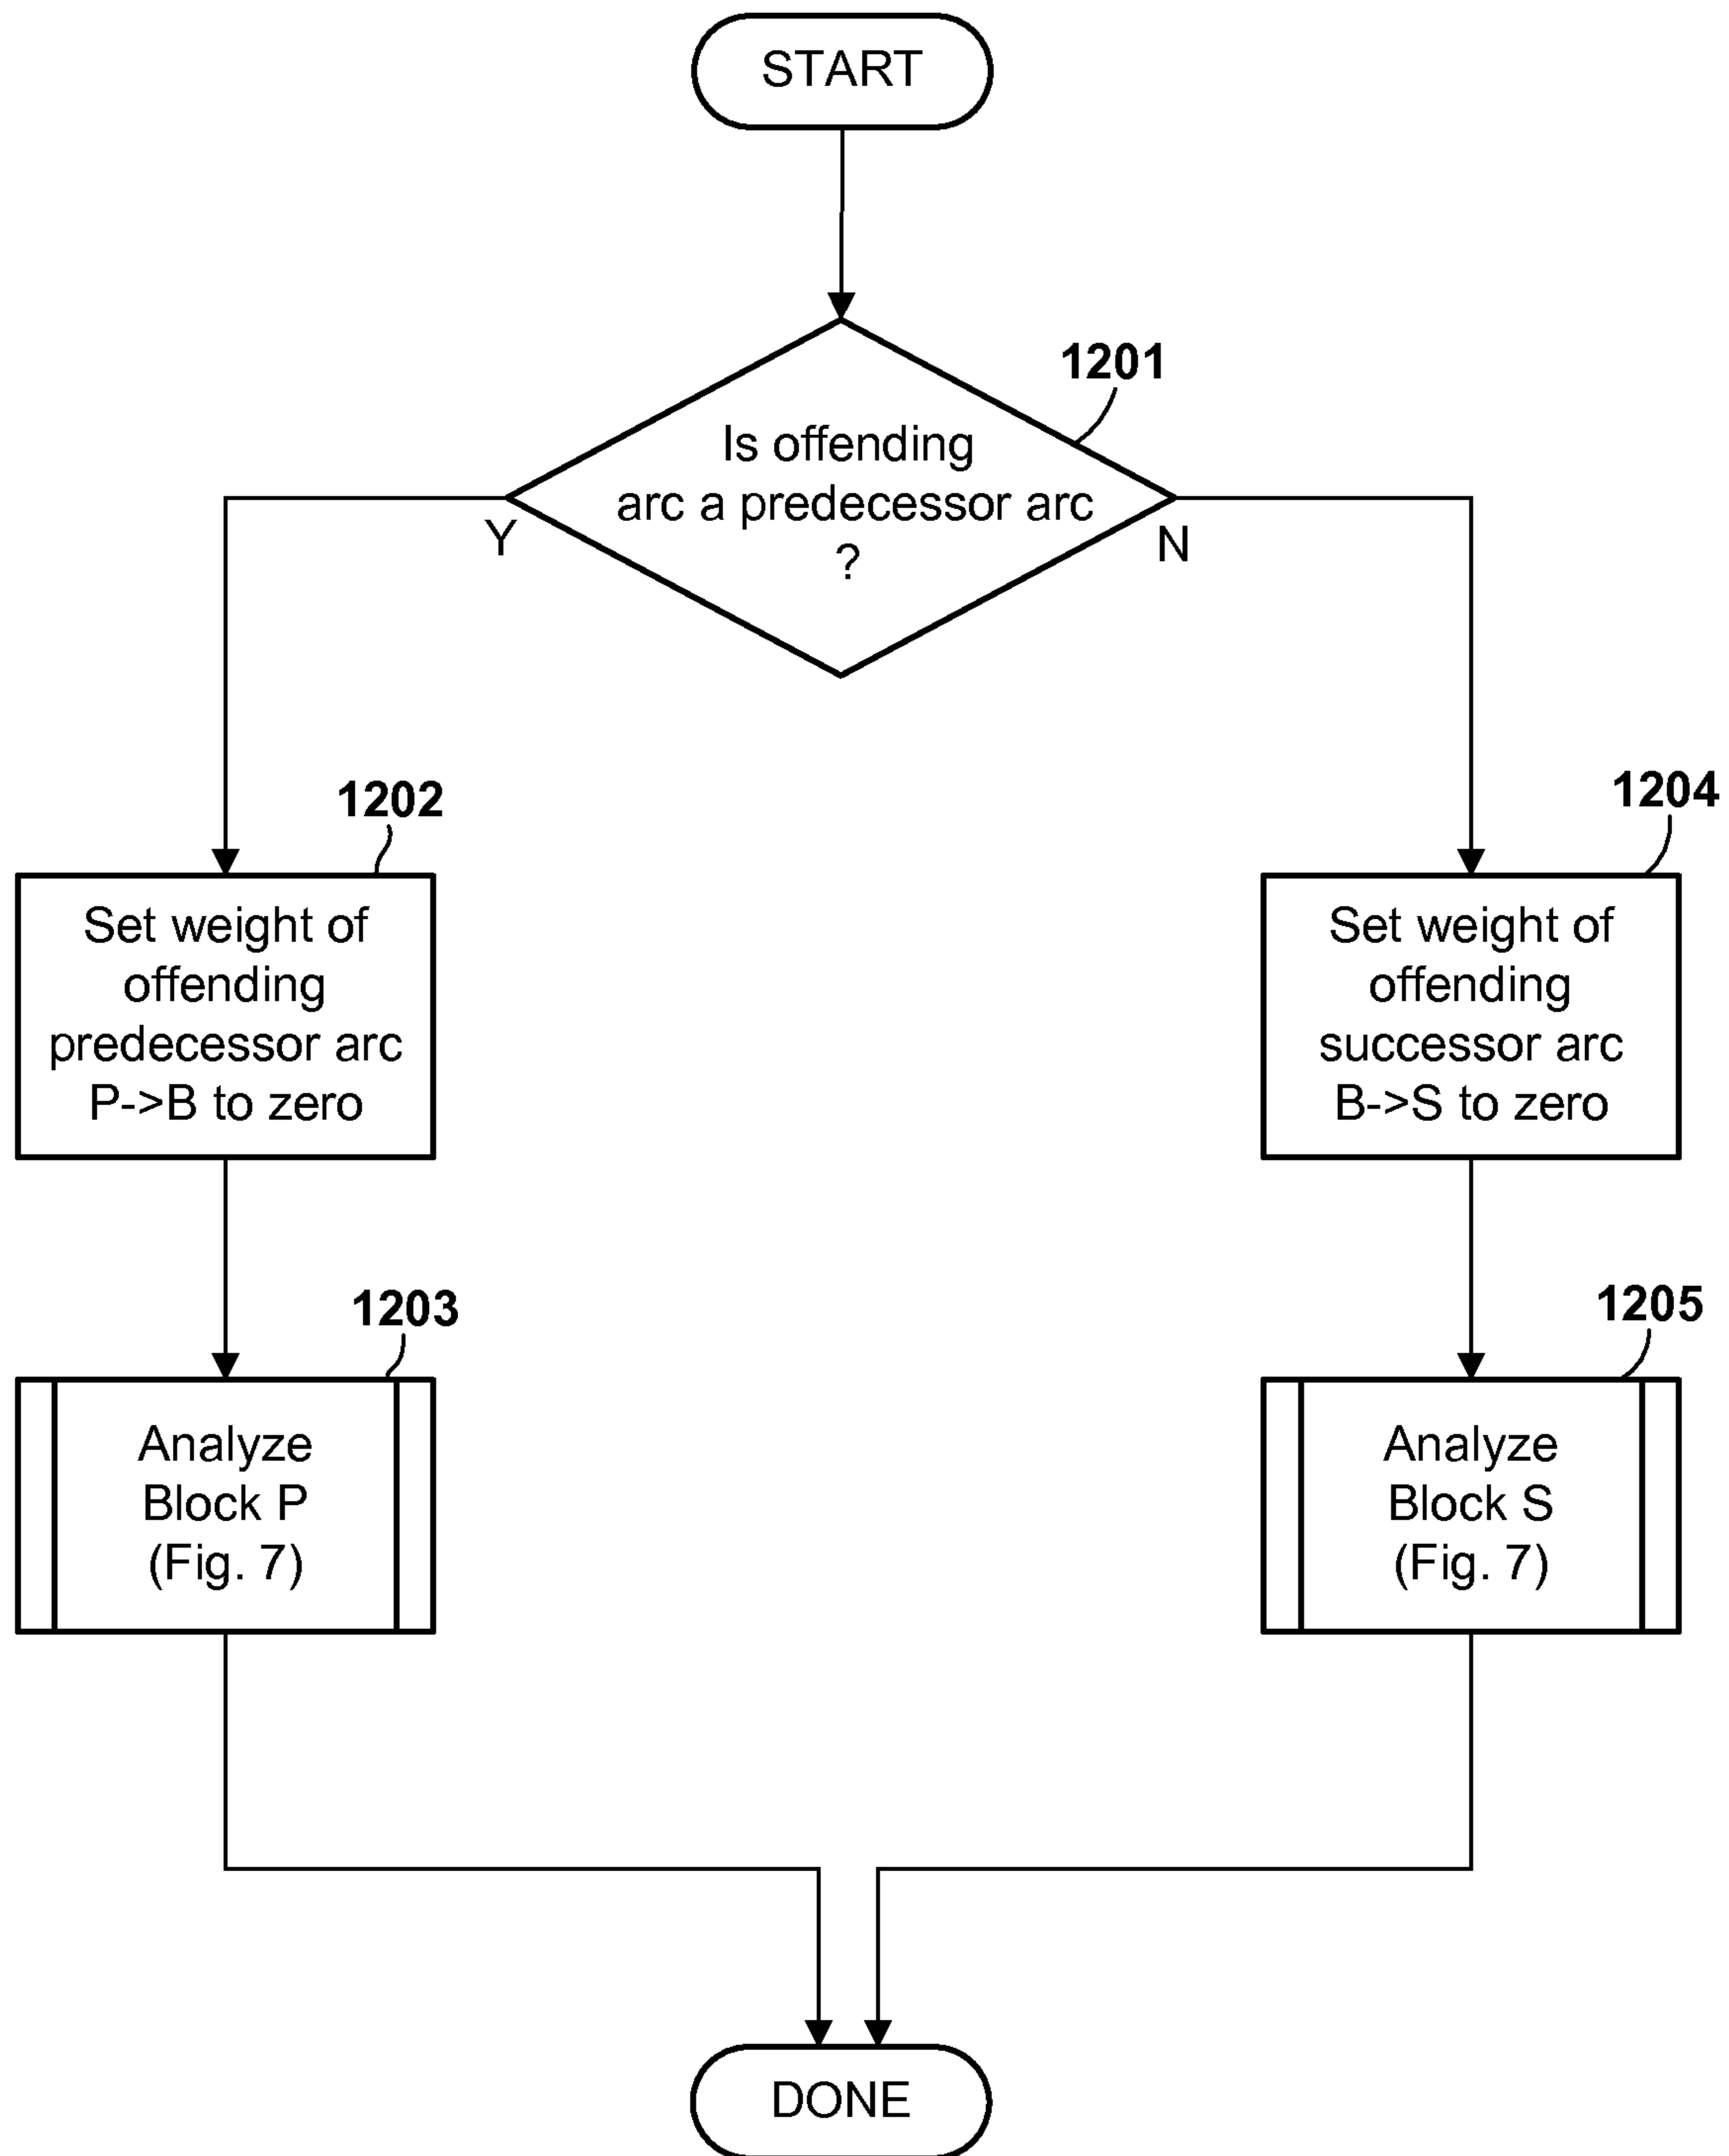 START
1201
Is offending
arc a predecessor arc
?
Y
N
1202
Set weight of
offending
predecessor arc
P->B to zero
1204
Set weight of
offending
successor arc
B->S to zero
1203
Analyze
Block P
(Fig. 7)
1205
Analyze
Block S
(Fig. 7)
DONE